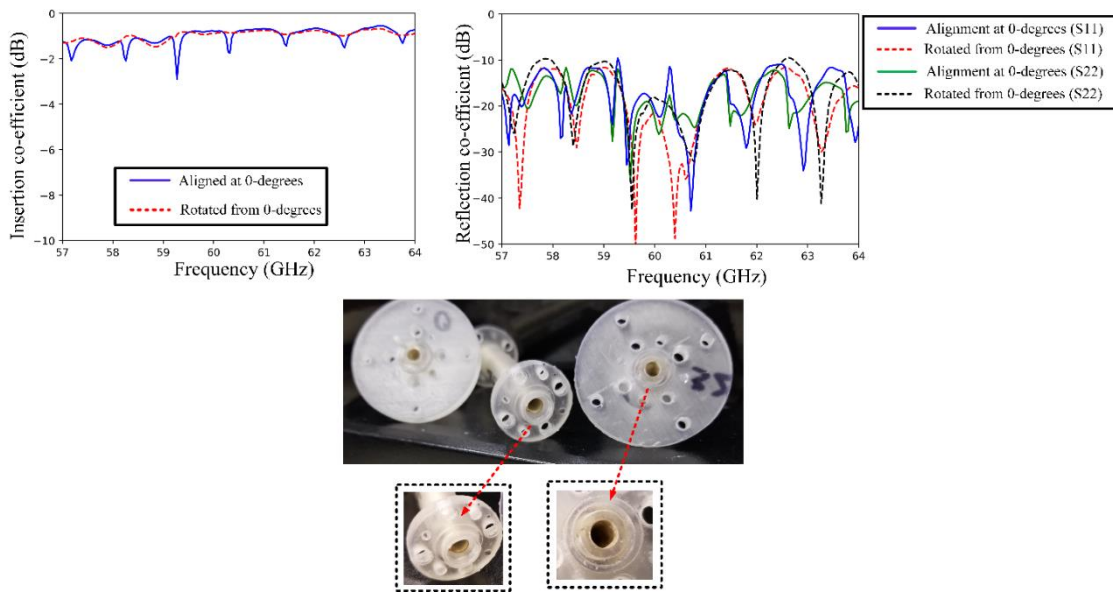 Insertion co-efficient (dB)
0
−2
−4
−6
−8
−10
Aligned at 0-degrees
Rotated from 0-degrees
57
58
59
60
61
62
63
64
Frequency (GHz)
Reflection co-efficient (dB)
0
−10
−20
−30
−40
−50
57
58
59
60
61
62
63
64
Frequency (GHz)
Alignment at 0-degrees (S11)
Rotated from 0-degrees (S11)
Alignment at 0-degrees (S22)
Rotated from 0-degrees (S22)